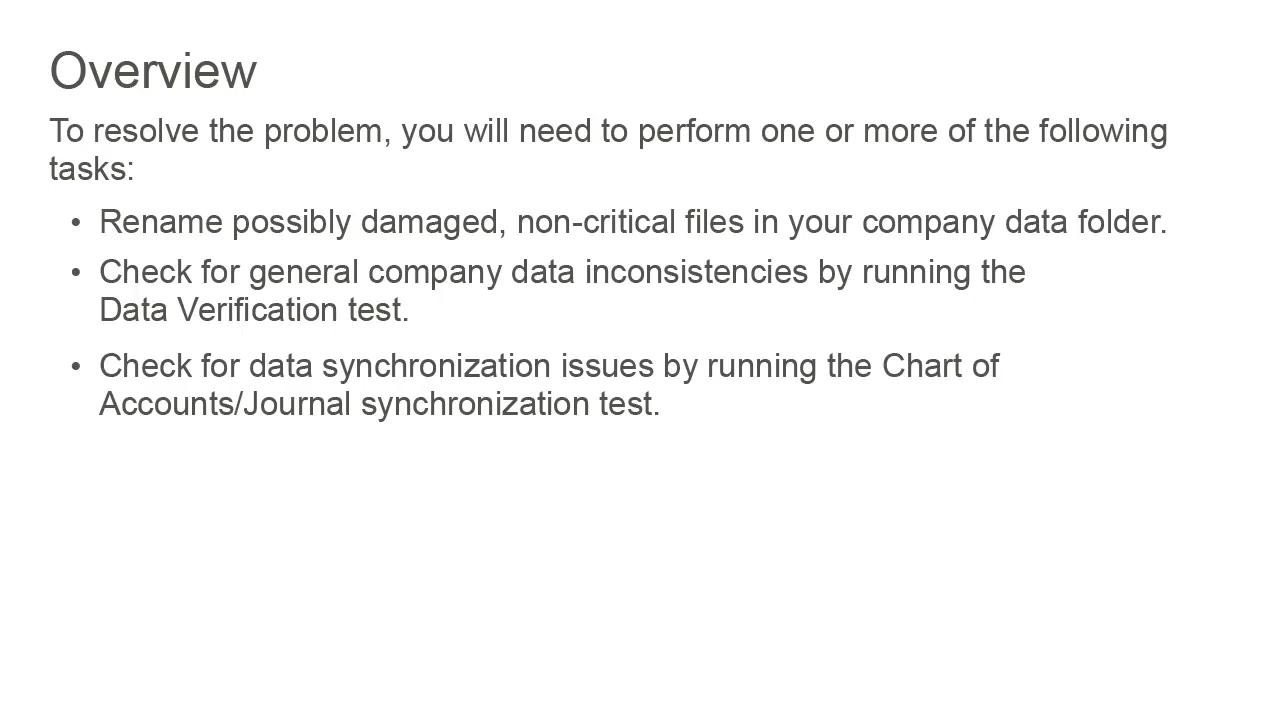 Overview
To resolve the problem, you will need to perform one or more of the following
tasks:
• Rename possibly damaged, non-critical files in your company data folder.
• Check for general company data inconsistencies by running the
Data Verification test.
• Check for data synchronization issues by running the Chart of
Accounts/Journal synchronization test.